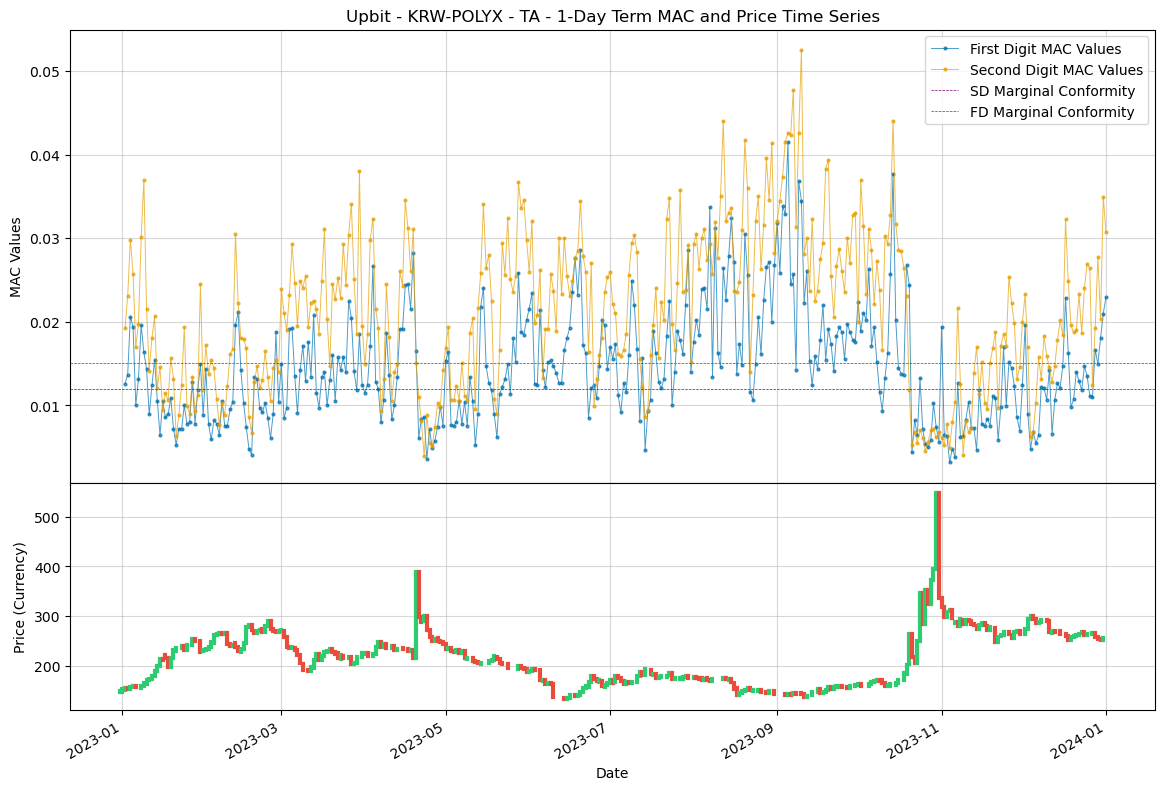 Upbit - KRW-POLYX - TA - 1-Day Term MAC and Price Time Series
First Digit MAC Values
Second Digit MAC Values
SD Marginal Conformity
FD Marginal Conformity
MAC Values
0.05
0.04
0.03
0.02
0.01
Price (Currency)
500
400
300
200
2023-01
2023-03
2023-05
2023-07
2023-09
2023-11
2024-01
Date